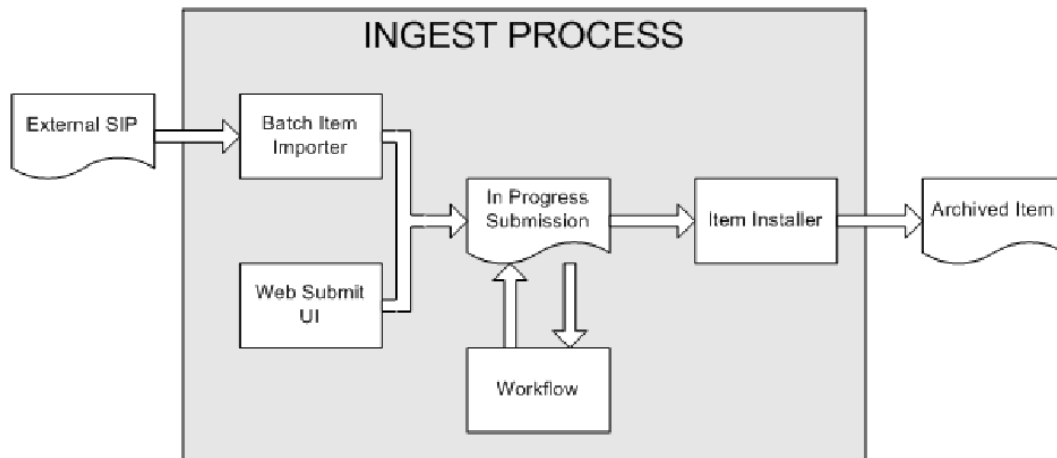 INGEST PROCESS
External SIP
Batch Item
Importer
In Progress
Submission
Item Installer
Archived Item
Web Submit
UI
Workflow